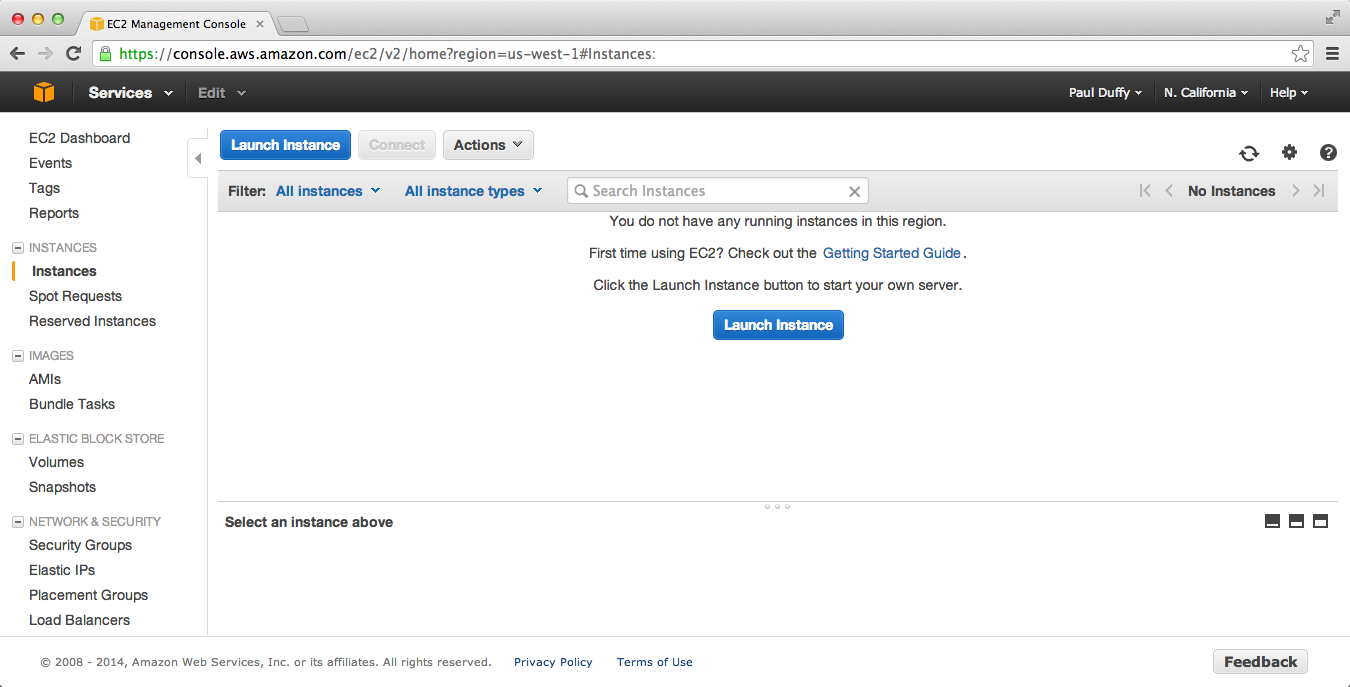 EC2 Management Console
https://console.aws.amazon.com/ec2/v2/home?region=us-west-1#Instances:
Services Edit Paul Duffy N. California Help
EC2 Dashboard
Events
Tags
Reports
INSTANCES
Instances
Spot Requests
Reserved Instances
IMAGES
AMIs
Bundle Tasks
ELASTIC BLOCK STORE
Volumes
Snapshots
NETWORK & SECURITY
Security Groups
Elastic IPs
Placement Groups
Load Balancers
Launch Instance Connect Actions
Filter: All instances All instance types Search Instances No Instances
You do not have any running instances in this region.
First time using EC2? Check out the Getting Started Guide.
Click the Launch Instance button to start your own server.
Launch Instance
Select an instance above
© 2008 - 2014, Amazon Web Services, Inc. or its affiliates. All rights reserved. Privacy Policy Terms of Use Feedback